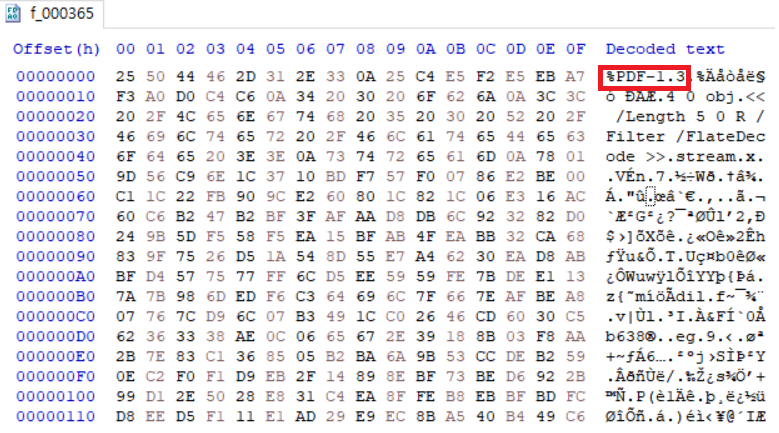 f_000365
Offset(h) 00 01 02 03 04 05 06 07 08 09 0A 0B 0C 0D 0E 0F Decoded text
00000000 25 50 44 46 2D 31 2E 33 0A 25 C4 E5 F2 E5 EB A7 %PDF-1.3.%Äåòåë§
00000010 F3 A0 D0 C4 C6 0A 34 20 30 20 6F 62 6A 0A 3C 3C ó ÐÄÆ.4 0 obj.<<
00000020 20 2F 4C 65 6E 67 74 68 20 35 20 30 20 52 20 2F /Length 5 0 R /
00000030 46 69 6C 74 65 72 20 2F 46 6C 61 74 65 44 65 63 Filter /FlateDec
00000040 6F 64 65 20 3E 3E 0A 73 74 72 65 61 6D 0A 78 01 ode >>.stream.x.
00000050 9D 56 C9 6E 1C 37 10 BD F7 57 F0 07 86 E2 BE 00 .VÉn.7.½÷Wð.†â¾.
00000060 C1 1C 22 FB 90 9C E2 60 80 1C 82 1C 06 E3 16 AC Á."û.œâ`€.‚..ã.¬
00000070 60 C6 B2 47 B2 BF 3F AF AA D8 DB 6C 92 32 82 D0 `Æ²G²¿?¯ªØÛl’2‚Ð
00000080 24 9B 5D F5 58 F5 EA 15 BF AB 4F EA BB 32 CA 68 $›]õXõê.¿«Oê»2Êh
00000090 83 9F 75 26 D5 1A 54 8D 55 E7 A4 62 30 EA D8 AB ƒŸu&Õ.T.Uç¤b0êØ«
000000A0 BF D4 57 75 77 FF 6C D5 EE 59 59 FE 7B DE E1 13 ¿ÔWuwÿlÕîYYþ{Þá.
000000B0 7A 7B 98 6D ED F6 C3 64 69 6C 7F 66 7E AF BE A8 z{˜míöÃdil.f~¯¾¨
000000C0 07 76 7C D9 6C 07 B3 49 1C C0 26 46 CD 60 30 C5 .v|Ùl.³I.À&FÍ`0Å
000000D0 62 36 33 38 AE 0C 06 65 67 2E 39 18 8B 03 F8 AA b638®..eg.9.‹.øª
000000E0 2B 7E 83 C1 36 85 05 B2 BA 6A 9B 53 CC DE B2 59 +~ƒÁ6….²ºj›SÌÞ²Y
000000F0 0E C2 F0 F1 D9 EB 2F 14 89 8E BF 73 BE D6 92 2B .ÂðñÙë/.‰Ž¿s¾Ö’+
00000100 99 D1 2E 50 28 E8 31 C4 EA 8F FE B8 EB BF BD FC ™Ñ.P(è1Äê.þ¸ë¿½ü
00000110 D8 EE D5 F1 11 E1 AD 29 E9 EC 8B A5 40 B4 49 C6 ØîÕñ.á.)éì‹¥@´IÆ